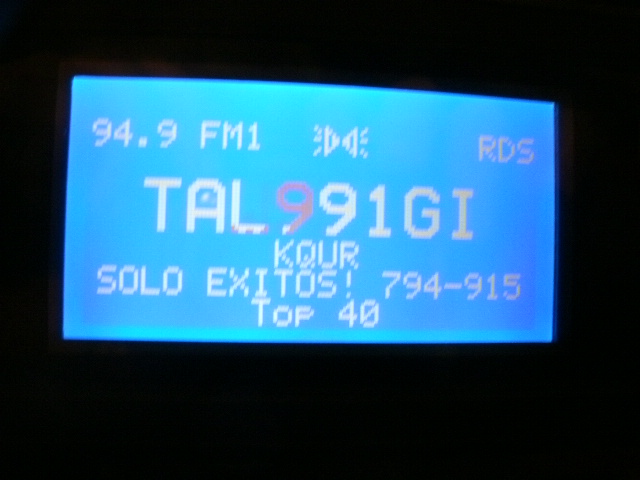 94.9 FM1 RDS
TAL991GI
KQUR
SOLO EXITOS! 794-915
Top 40